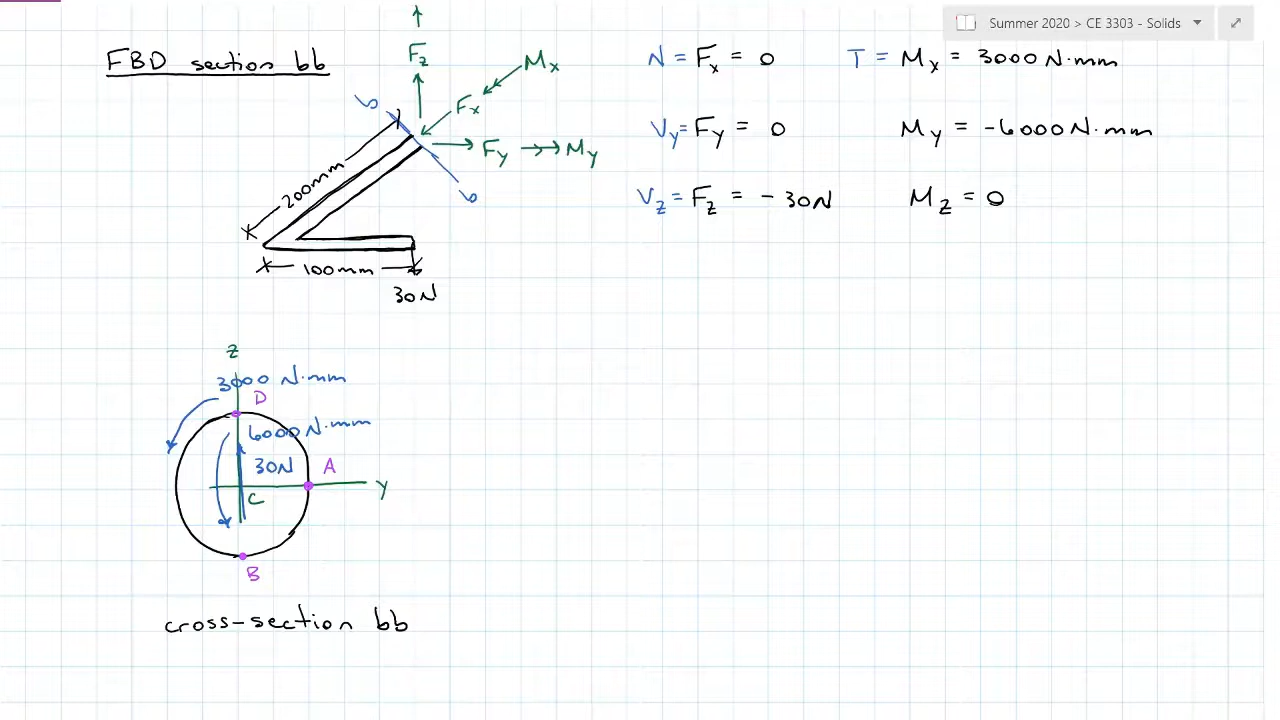 Summer 2020 > CE 3303 - Solids
FBD section bb
F_z
M_x
F_x
F_y
M_y
b
b
200mm
100mm
30N
N = F_x = 0
T = M_x = 3000 N·mm
V_y = F_y = 0
M_y = -6000 N·mm
V_z = F_z = -30N
M_z = 0
z
3000 N·mm
D
6000 N·mm
30N
A
C
y
B
cross-section bb